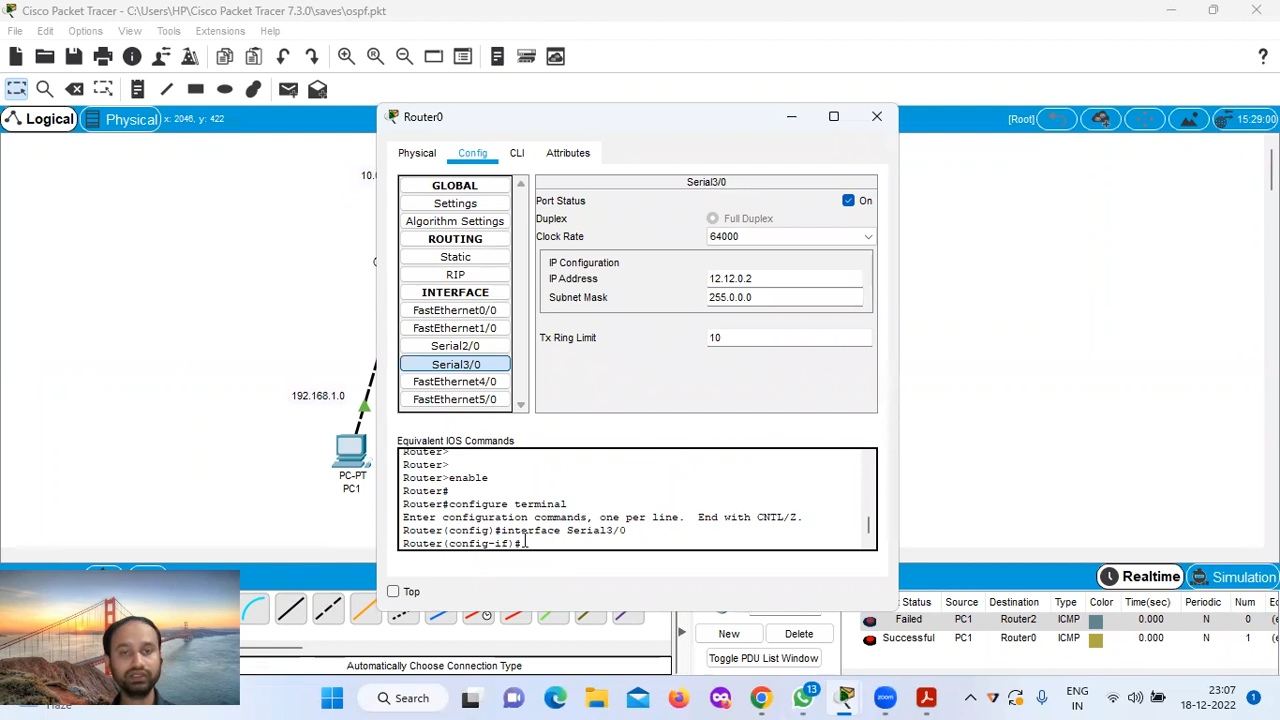 Cisco Packet Tracer - C:\Users\HP\Cisco Packet Tracer 7.3.0\saves\ospf.pkt
File Edit Options View Tools Extensions Help
Logical Physical x: 2046, y: 422 [Root] 15:29:00
Router0
Physical Config CLI Attributes
GLOBAL
Settings
Algorithm Settings
ROUTING
Static
RIP
INTERFACE
FastEthernet0/0
FastEthernet1/0
Serial2/0
Serial3/0
FastEthernet4/0
FastEthernet5/0
Serial3/0
Port Status On
Duplex Full Duplex
Clock Rate 64000
IP Configuration
IP Address 12.12.0.2
Subnet Mask 255.0.0.0
Tx Ring Limit 10
10.0
192.168.1.0
PC-PT
PC1
Equivalent IOS Commands
Router>
Router>
Router>enable
Router#
Router#configure terminal
Enter configuration commands, one per line. End with CNTL/Z.
Router(config)#interface Serial3/0
Router(config-if)#
Top
Realtime Simulation
Status Source Destination Type Color Time(sec) Periodic Num
Failed PC1 Router2 ICMP 0.000 N 0
Successful PC1 Router0 ICMP 0.000 N 1
New Delete
Toggle PDU List Window
Automatically Choose Connection Type
Haze
Search
13
ENG
IN
23:07
18-12-2022
1